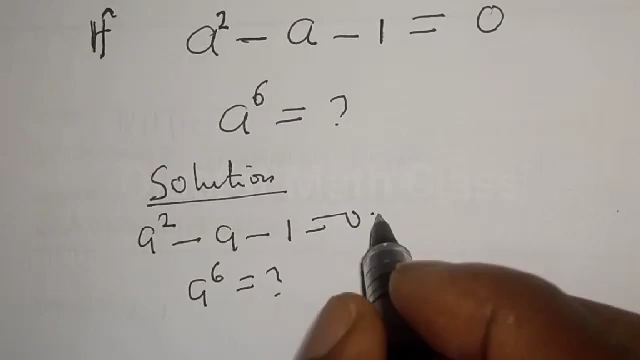 If a² - a - 1 = 0
a⁶ = ?
Solution
a² - a - 1 = 0
a⁶ = ?